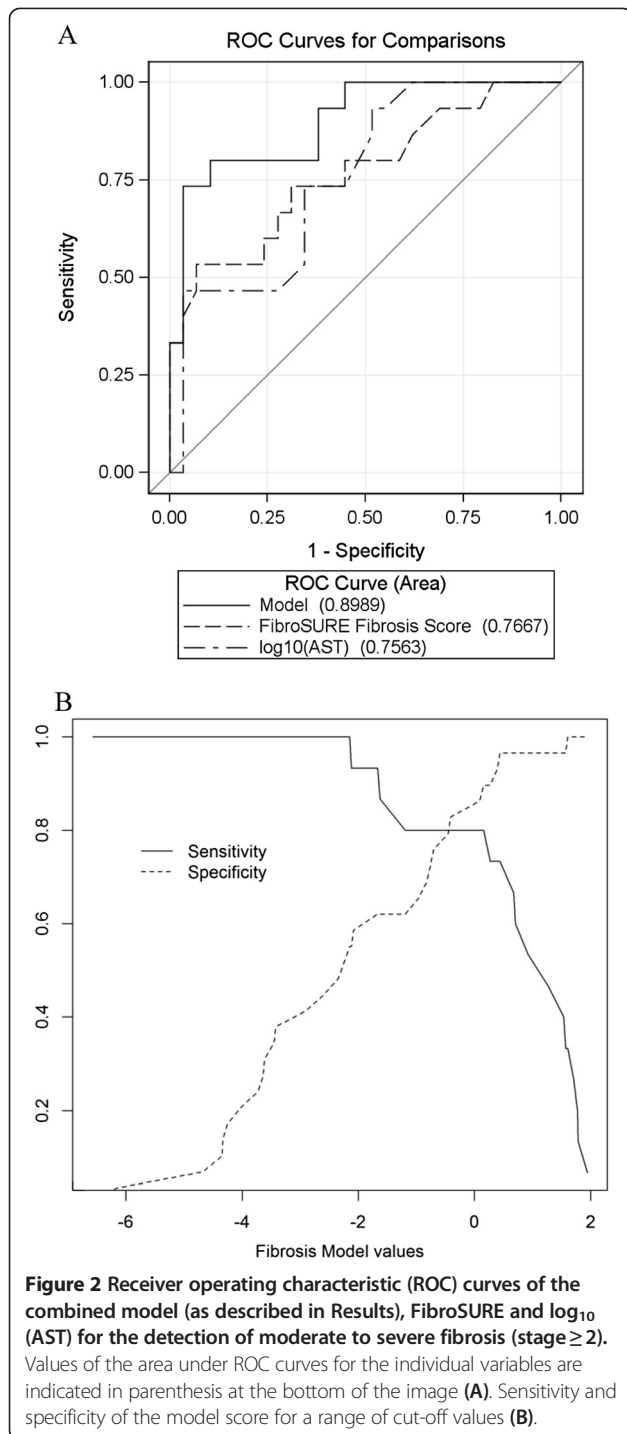 A
ROC Curves for Comparisons
1.00
0.75
0.50
0.25
0.00
Sensitivity
0.00 0.25 0.50 0.75 1.00
1 - Specificity
ROC Curve (Area)
Model (0.8989)
FibroSURE Fibrosis Score (0.7667)
log10(AST) (0.7563)
B
1.0
0.8
0.6
0.4
0.2
Sensitivity
Specificity
-6 -4 -2 0 2
Fibrosis Model values
Figure 2 Receiver operating characteristic (ROC) curves of the
combined model (as described in Results), FibroSURE and log₁₀
(AST) for the detection of moderate to severe fibrosis (stage ≥ 2).
Values of the area under ROC curves for the individual variables are
indicated in parenthesis at the bottom of the image (A). Sensitivity and
specificity of the model score for a range of cut-off values (B).